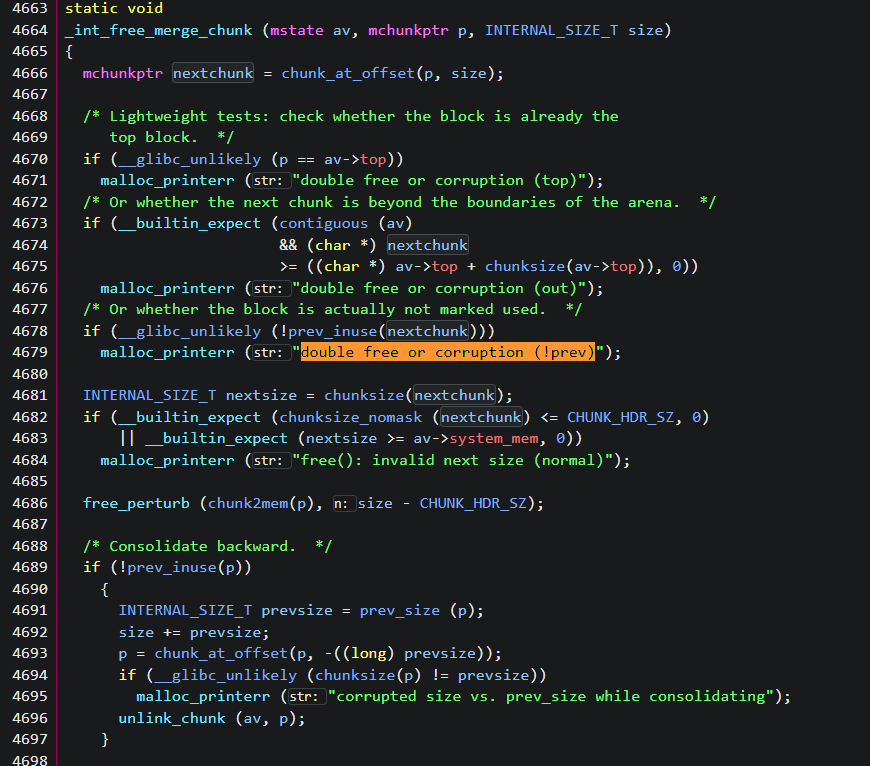 4663 static void
4664 _int_free_merge_chunk (mstate av, mchunkptr p, INTERNAL_SIZE_T size)
4665 {
4666   mchunkptr nextchunk = chunk_at_offset(p, size);
4667
4668   /* Lightweight tests: check whether the block is already the
4669      top block.  */
4670   if (__glibc_unlikely (p == av->top))
4671     malloc_printerr (str: "double free or corruption (top)");
4672   /* Or whether the next chunk is beyond the boundaries of the arena.  */
4673   if (__builtin_expect (contiguous (av)
4674                         && (char *) nextchunk
4675                         >= ((char *) av->top + chunksize(av->top)), 0))
4676     malloc_printerr (str: "double free or corruption (out)");
4677   /* Or whether the block is actually not marked used.  */
4678   if (__glibc_unlikely (!prev_inuse(nextchunk)))
4679     malloc_printerr (str: "double free or corruption (!prev)");
4680
4681   INTERNAL_SIZE_T nextsize = chunksize(nextchunk);
4682   if (__builtin_expect (chunksize_nomask (nextchunk) <= CHUNK_HDR_SZ, 0)
4683       || __builtin_expect (nextsize >= av->system_mem, 0))
4684     malloc_printerr (str: "free(): invalid next size (normal)");
4685
4686   free_perturb (chunk2mem(p), n: size - CHUNK_HDR_SZ);
4687
4688   /* Consolidate backward.  */
4689   if (!prev_inuse(p))
4690     {
4691       INTERNAL_SIZE_T prevsize = prev_size (p);
4692       size += prevsize;
4693       p = chunk_at_offset(p, -((long) prevsize));
4694       if (__glibc_unlikely (chunksize(p) != prevsize))
4695         malloc_printerr (str: "corrupted size vs. prev_size while consolidating");
4696       unlink_chunk (av, p);
4697     }
4698